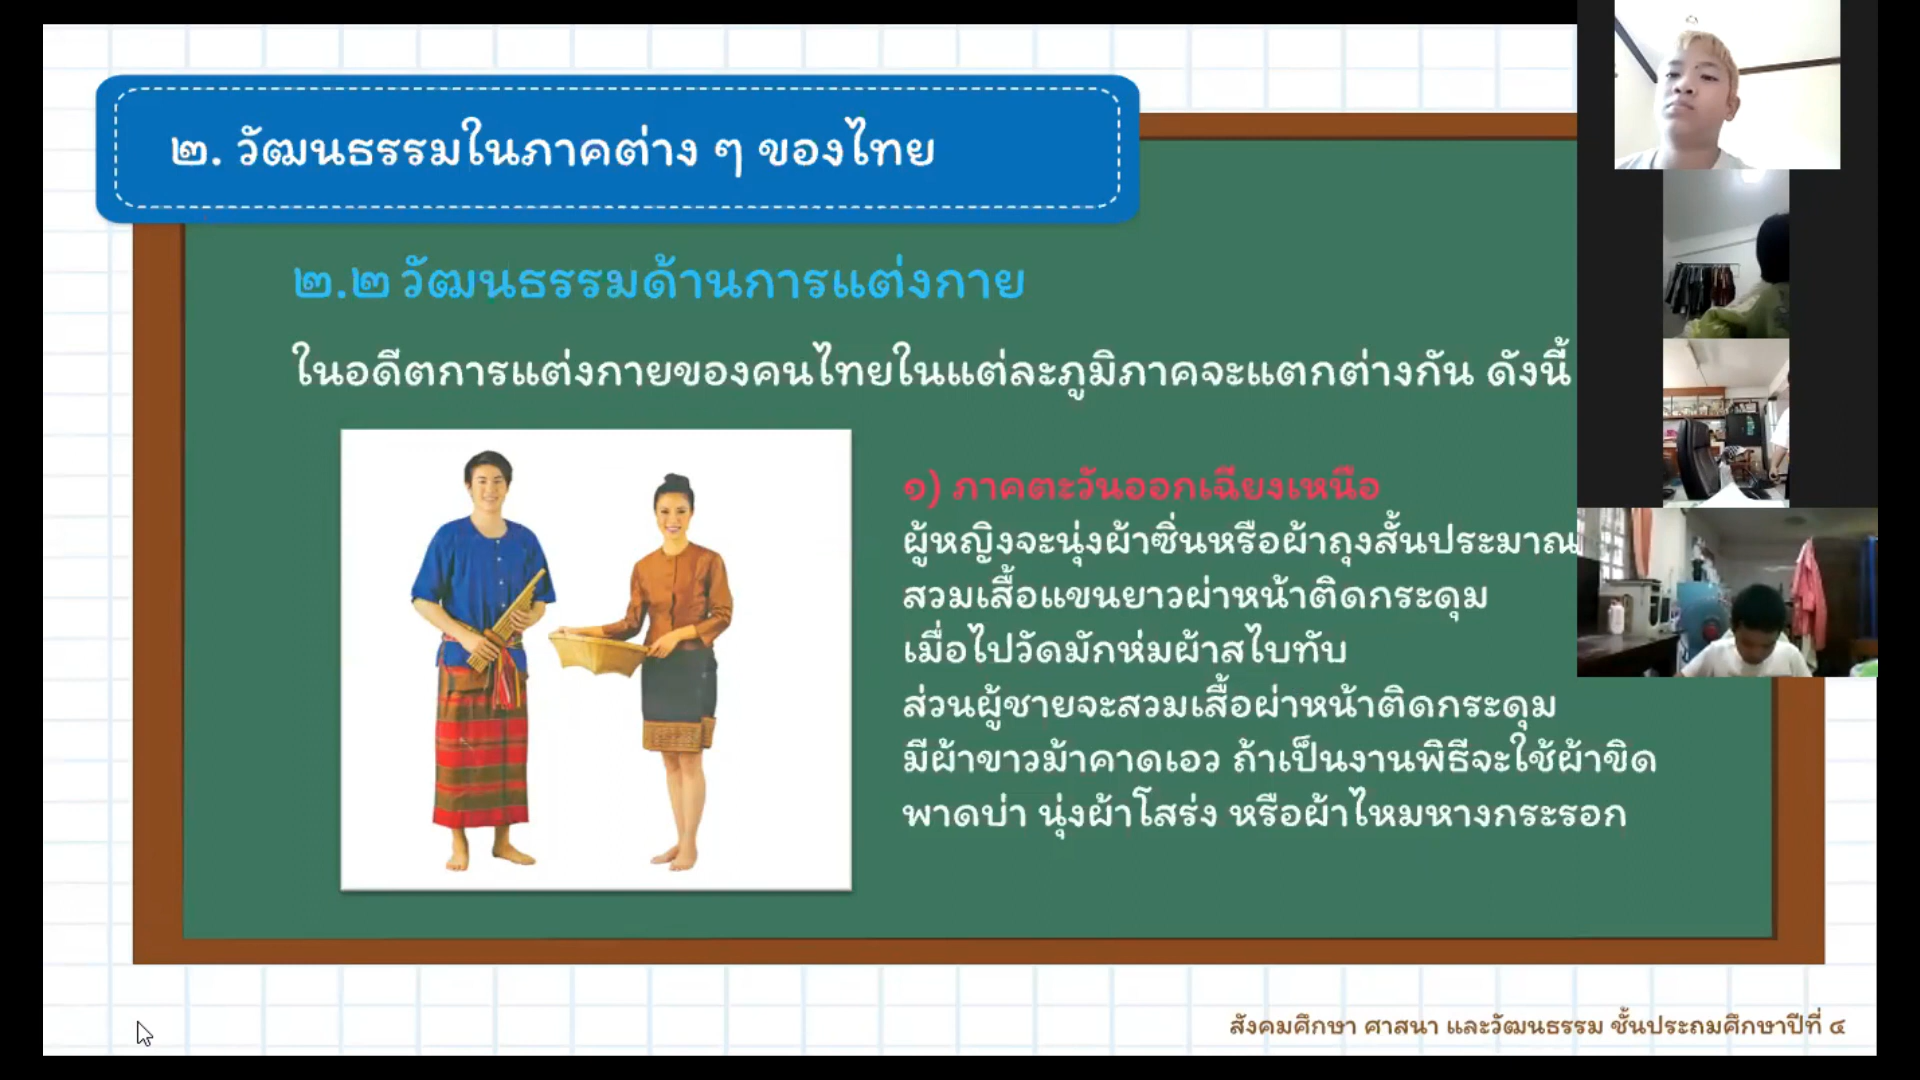 ๒. วัฒนธรรมในภาคต่าง ๆ ของไทย
๒.๒ วัฒนธรรมด้านการแต่งกาย
ในอดีตการแต่งกายของคนไทยในแต่ละภูมิภาคจะแตกต่างกัน ดังนี้
๑) ภาคตะวันออกเฉียงเหนือ
ผู้หญิงจะนุ่งผ้าซิ่นหรือผ้าถุงสั้นประมาณ
สวมเสื้อแขนยาวผ่าหน้าติดกระดุม
เมื่อไปวัดมักห่มผ้าสไบทับ
ส่วนผู้ชายจะสวมเสื้อผ่าหน้าติดกระดุม
มีผ้าขาวม้าคาดเอว ถ้าเป็นงานพิธีจะใช้ผ้าขิด
พาดบ่า นุ่งผ้าโสร่ง หรือผ้าไหมหางกระรอก
สังคมศึกษา ศาสนา และวัฒนธรรม ชั้นประถมศึกษาปีที่ ๔